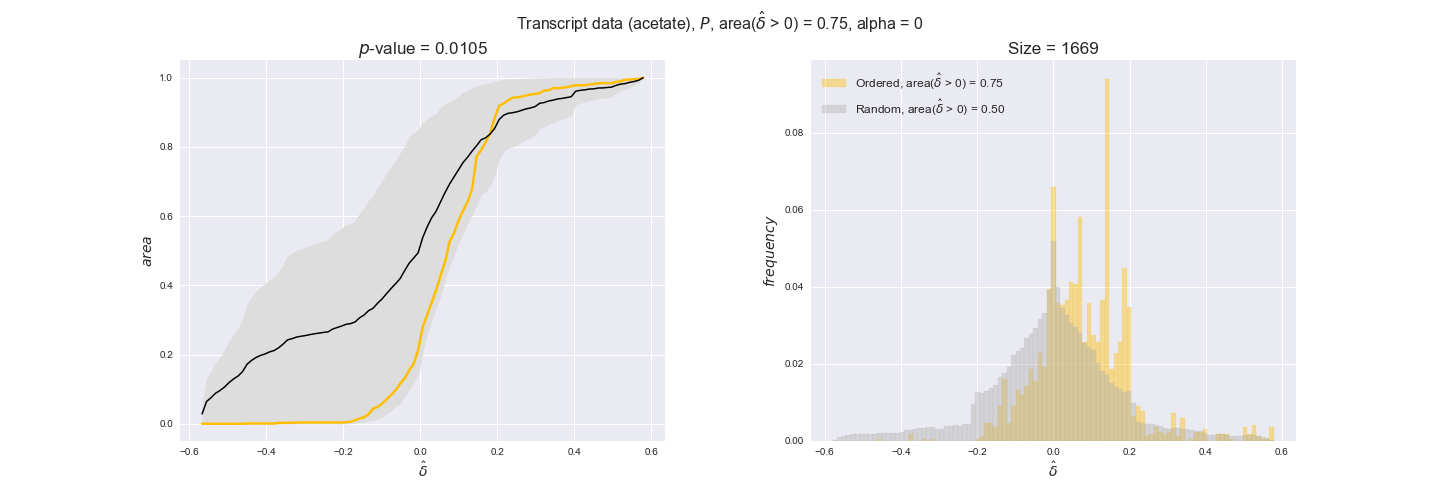 Transcript data (acetate), P, area(δ̂ > 0) = 0.75, alpha = 0
p-value = 0.0105
1.0
0.8
0.6
0.4
0.2
0.0
area
−0.6 −0.4 −0.2 0.0 0.2 0.4 0.6
δ̂
Size = 1669
Ordered, area(δ̂ > 0) = 0.75
Random, area(δ̂ > 0) = 0.50
0.08
0.06
0.04
0.02
0.00
frequency
−0.6 −0.4 −0.2 0.0 0.2 0.4 0.6
δ̂